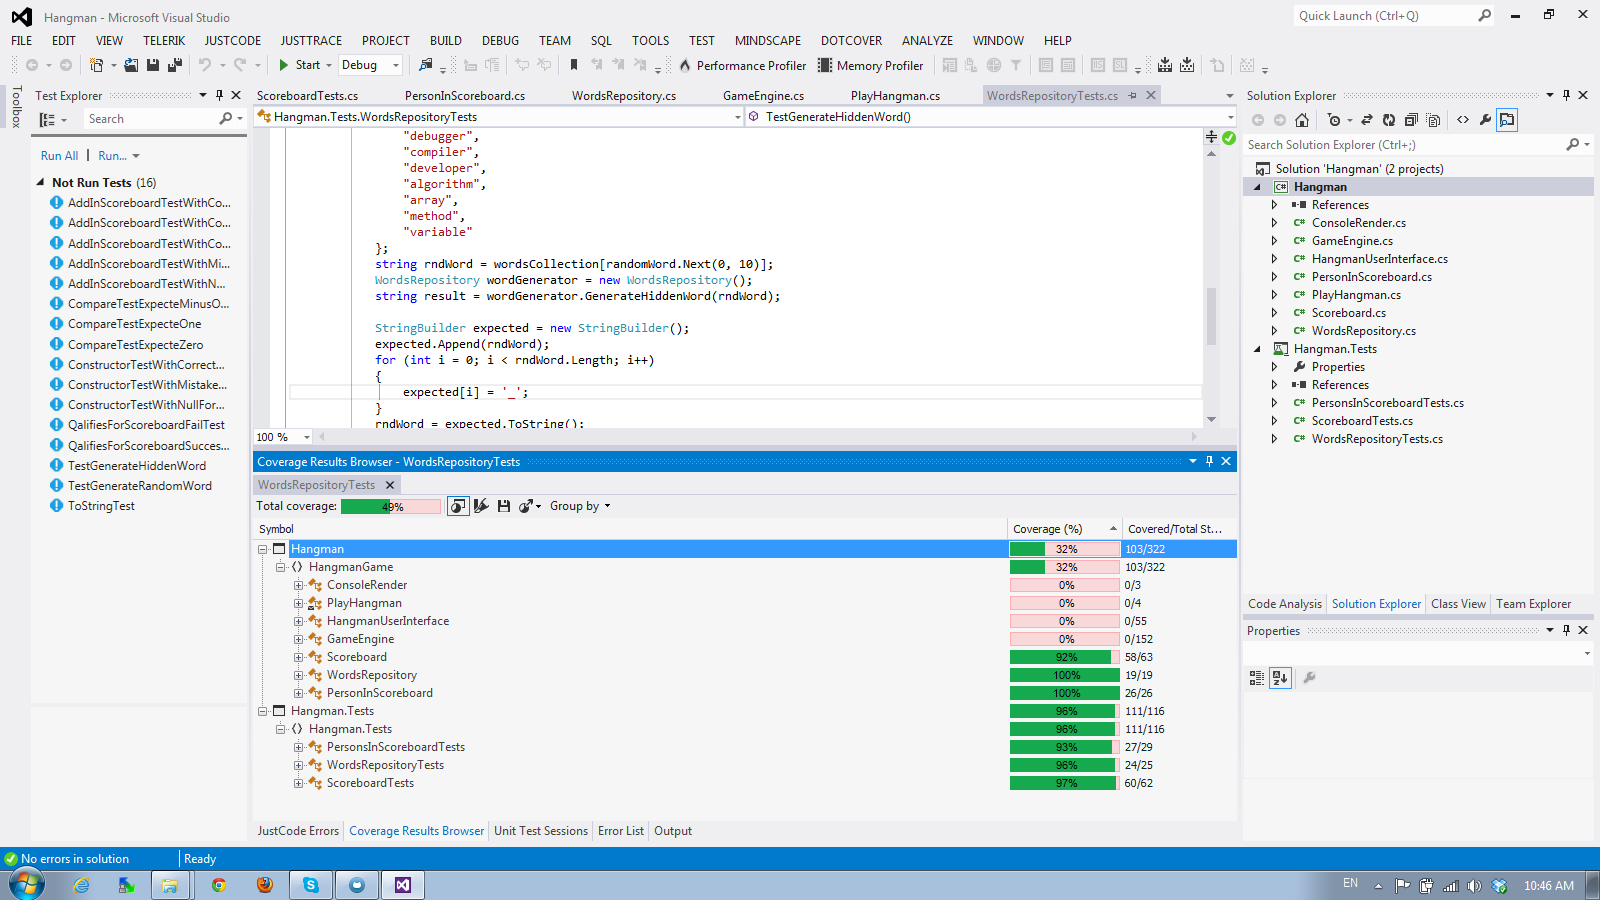 Hangman - Microsoft Visual Studio
Quick Launch (Ctrl+Q)
FILE EDIT VIEW TELERIK JUSTCODE JUSTTRACE PROJECT BUILD DEBUG TEAM SQL TOOLS TEST MINDSCAPE DOTCOVER ANALYZE WINDOW HELP
Start Debug Performance Profiler Memory Profiler
Toolbox
Test Explorer
Search
Run All | Run...
Not Run Tests (16)
AddInScoreboardTestWithCo...
AddInScoreboardTestWithCo...
AddInScoreboardTestWithCo...
AddInScoreboardTestWithMi...
AddInScoreboardTestWithN...
CompareTestExpecteMinusO...
CompareTestExpecteOne
CompareTestExpecteZero
ConstructorTestWithCorrect...
ConstructorTestWithMistake...
ConstructorTestWithNullFor...
QalifiesForScoreboardFailTest
QalifiesForScoreboardSucces...
TestGenerateHiddenWord
TestGenerateRandomWord
ToStringTest
ScoreboardTests.cs PersonInScoreboard.cs WordsRepository.cs GameEngine.cs PlayHangman.cs WordsRepositoryTests.cs
Hangman.Tests.WordsRepositoryTests TestGenerateHiddenWord()
"debugger",
"compiler",
"developer",
"algorithm",
"array",
"method",
"variable"
};
string rndWord = wordsCollection[randomWord.Next(0, 10)];
WordsRepository wordGenerator = new WordsRepository();
string result = wordGenerator.GenerateHiddenWord(rndWord);
StringBuilder expected = new StringBuilder();
expected.Append(rndWord);
for (int i = 0; i < rndWord.Length; i++)
{
expected[i] = '_';
}
rndWord = expected.ToString();
100 %
Coverage Results Browser - WordsRepositoryTests
WordsRepositoryTests
Total coverage: 49% Group by
Symbol Coverage (%) Covered/Total St...
Hangman 32% 103/322
HangmanGame 32% 103/322
ConsoleRender 0% 0/3
PlayHangman 0% 0/4
HangmanUserInterface 0% 0/55
GameEngine 0% 0/152
Scoreboard 92% 58/63
WordsRepository 100% 19/19
PersonInScoreboard 100% 26/26
Hangman.Tests 96% 111/116
Hangman.Tests 96% 111/116
PersonsInScoreboardTests 93% 27/29
WordsRepositoryTests 96% 24/25
ScoreboardTests 97% 60/62
JustCode Errors Coverage Results Browser Unit Test Sessions Error List Output
Solution Explorer
Search Solution Explorer (Ctrl+;)
Solution 'Hangman' (2 projects)
C# Hangman
References
C# ConsoleRender.cs
C# GameEngine.cs
C# HangmanUserInterface.cs
C# PersonInScoreboard.cs
C# PlayHangman.cs
C# Scoreboard.cs
C# WordsRepository.cs
Hangman.Tests
Properties
References
C# PersonsInScoreboardTests.cs
C# ScoreboardTests.cs
C# WordsRepositoryTests.cs
Code Analysis Solution Explorer Class View Team Explorer
Properties
No errors in solution Ready
EN 10:46 AM